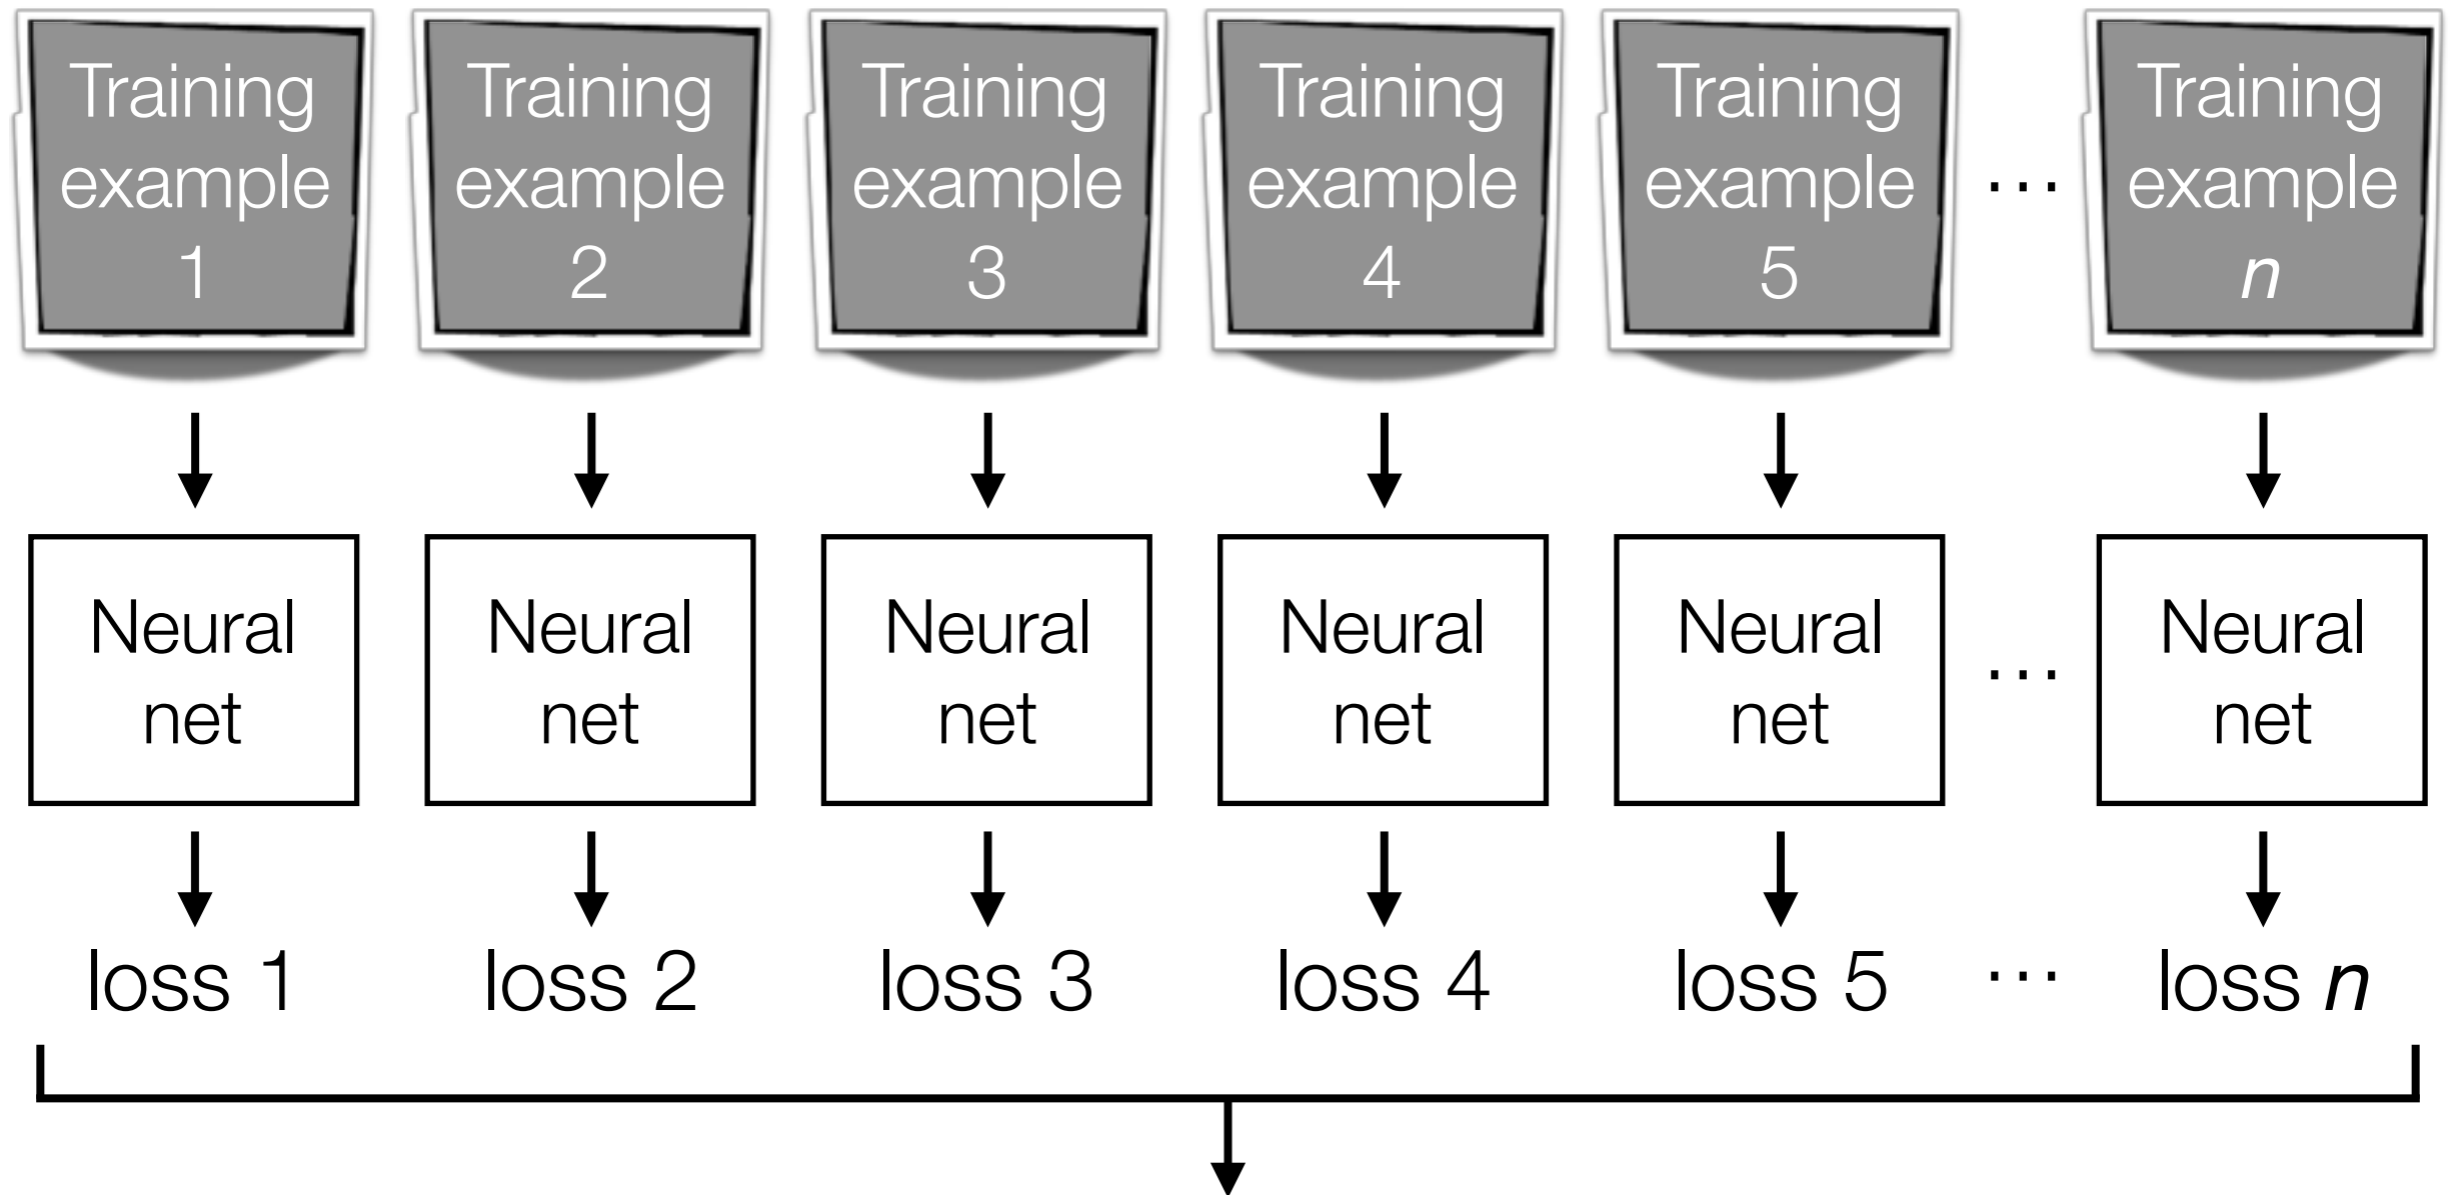 Training
example
1
Training
example
2
Training
example
3
Training
example
4
Training
example
5
...
Training
example
n
Neural
net
Neural
net
Neural
net
Neural
net
Neural
net
...
Neural
net
loss 1
loss 2
loss 3
loss 4
loss 5
...
loss n